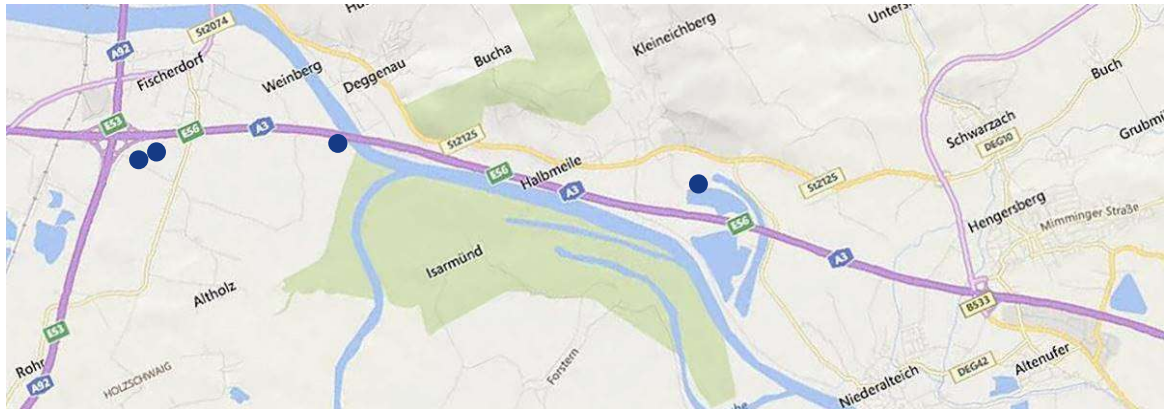 St2074
Kleineichberg
Bucha
A92
Fischerdorf
Weinberg
Deggenau
Buch
E53
E56
A3
St2125
Schwarzach
DEG10
Halbmeile
E56
A3
St2125
Hengersberg
Mimminger Straße
E56
Isarmünd
A3
Altholz
B533
E53
Rohr
HOLZSCHWAIG
Forstern
DEG42
Altenufer
A92
Niederalteich